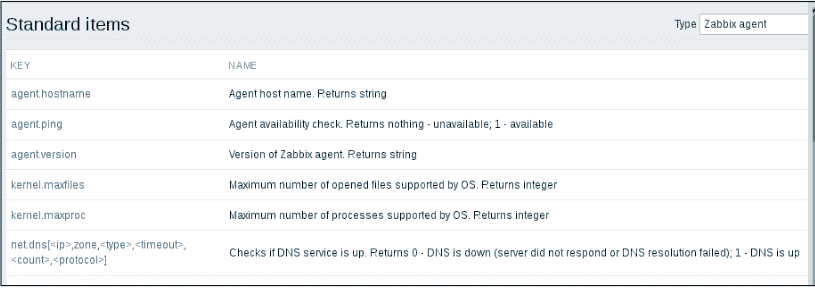 Standard items
Type Zabbix agent
KEY NAME
agent.hostname Agent host name. Returns string
agent.ping Agent availability check. Returns nothing - unavailable; 1 - available
agent.version Version of Zabbix agent. Returns string
kernel.maxfiles Maximum number of opened files supported by OS. Returns integer
kernel.maxproc Maximum number of processes supported by OS. Returns integer
net.dns[<ip>,zone,<type>,<timeout>,
<count>,<protocol>] Checks if DNS service is up. Returns 0 - DNS is down (server did not respond or DNS resolution failed); 1 - DNS is up